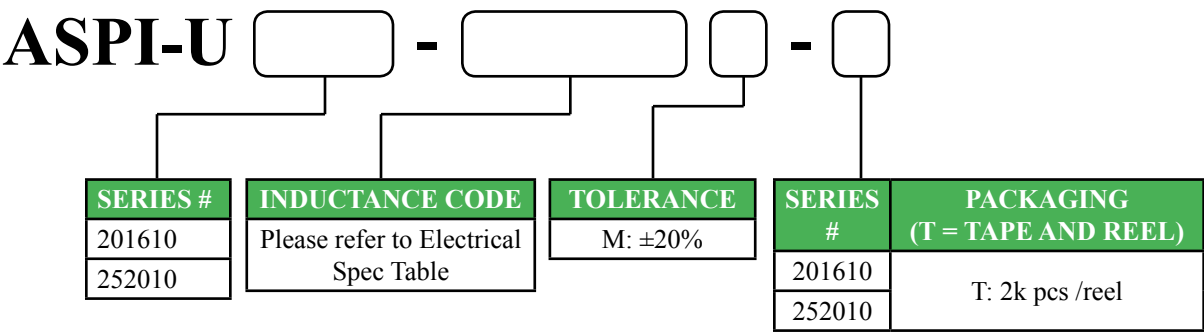 ASPI-U - -
SERIES #
201610
252010
INDUCTANCE CODE
Please refer to Electrical
Spec Table
TOLERANCE
M: ±20%
SERIES
#
PACKAGING
(T = TAPE AND REEL)
201610
252010
T: 2k pcs /reel